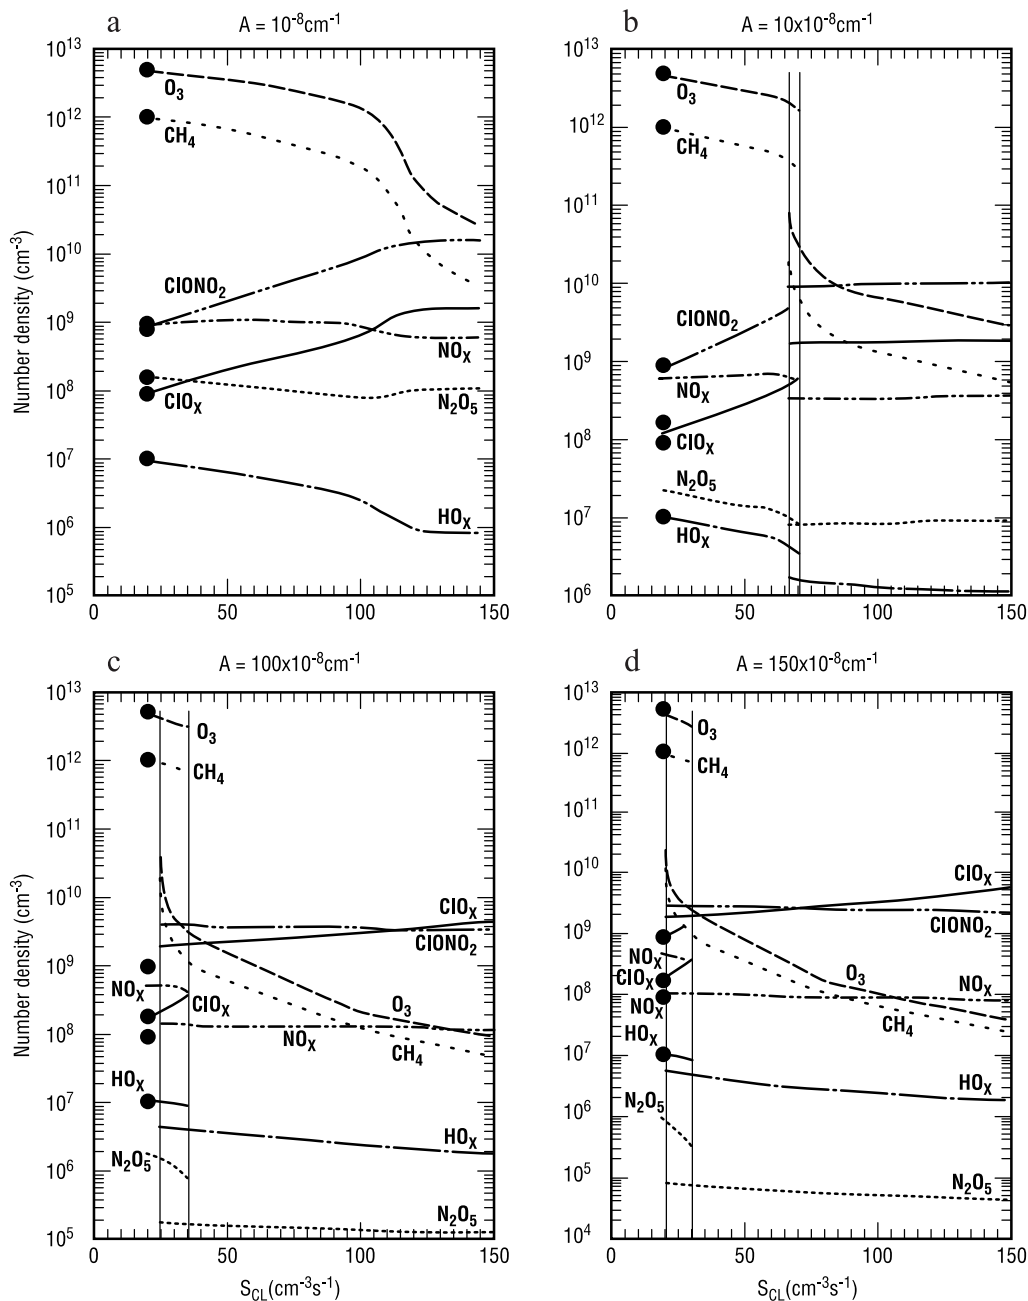 a
A = 10⁻⁸cm⁻¹
10¹³
10¹²
10¹¹
10¹⁰
10⁹
10⁸
10⁷
10⁶
10⁵
Number density (cm⁻³)
O₃
CH₄
ClONO₂
NOₓ
N₂O₅
ClOₓ
HOₓ
0
50
100
150
b
A = 10x10⁻⁸cm⁻¹
10¹³
10¹²
10¹¹
10¹⁰
10⁹
10⁸
10⁷
10⁶
O₃
CH₄
ClONO₂
NOₓ
ClOₓ
N₂O₅
HOₓ
0
50
100
150
c
A = 100x10⁻⁸cm⁻¹
10¹³
10¹²
10¹¹
10¹⁰
10⁹
10⁸
10⁷
10⁶
10⁵
Number density (cm⁻³)
O₃
CH₄
ClOₓ
ClONO₂
NOₓ
ClOₓ
O₃
NOₓ
CH₄
HOₓ
HOₓ
N₂O₅
N₂O₅
0
50
100
150
S_CL(cm⁻³s⁻¹)
d
A = 150x10⁻⁸cm⁻¹
10¹³
10¹²
10¹¹
10¹⁰
10⁹
10⁸
10⁷
10⁶
10⁵
10⁴
O₃
CH₄
ClOₓ
ClONO₂
NOₓ
ClOₓ
NOₓ
O₃
NOₓ
CH₄
HOₓ
HOₓ
N₂O₅
N₂O₅
0
50
100
150
S_CL(cm⁻³s⁻¹)